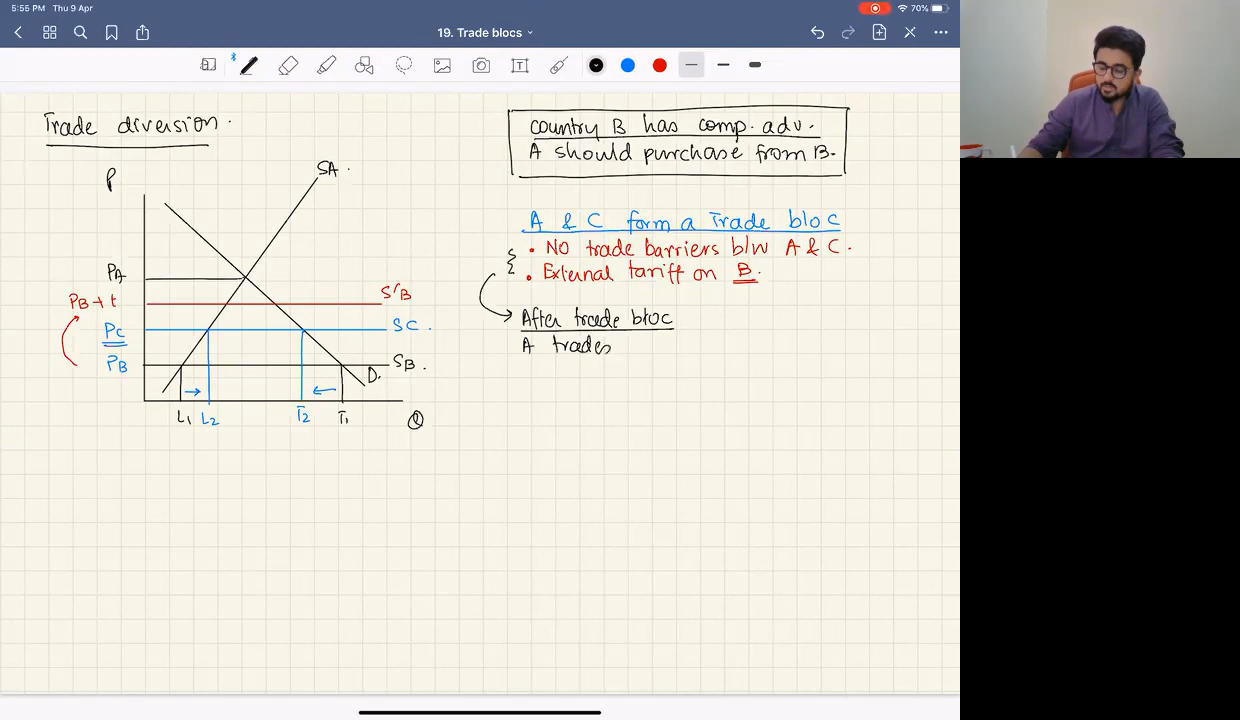 5:55 PM Thu 9 Apr
70%
19. Trade blocs
Trade diversion.
P
SA.
PA
PB + t
S'B
PC
SC.
PB
SB.
D.
L1
L2
T2
T1
Q
country B has comp. adv.
A should purchase from B.
A & C form a Trade bloc
• NO trade barriers b/w A & C.
• External tariff on B.
After trade bloc
A trades